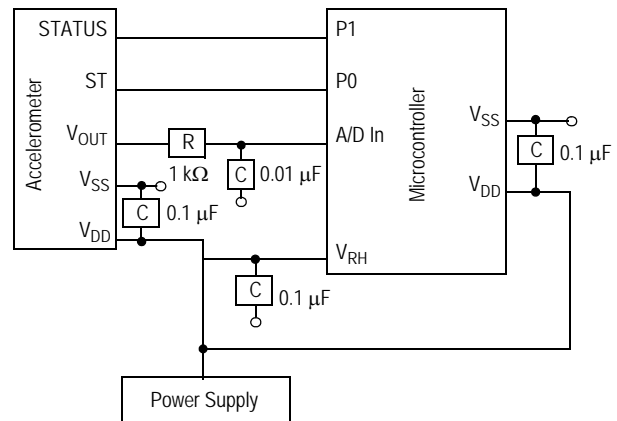 STATUS
ST
V_OUT
V_SS
V_DD
Accelerometer
R
1 kΩ
C
0.01 µF
C
0.1 µF
P1
P0
A/D In
V_RH
Microcontroller
V_SS
V_DD
C
0.1 µF
C
0.1 µF
Power Supply